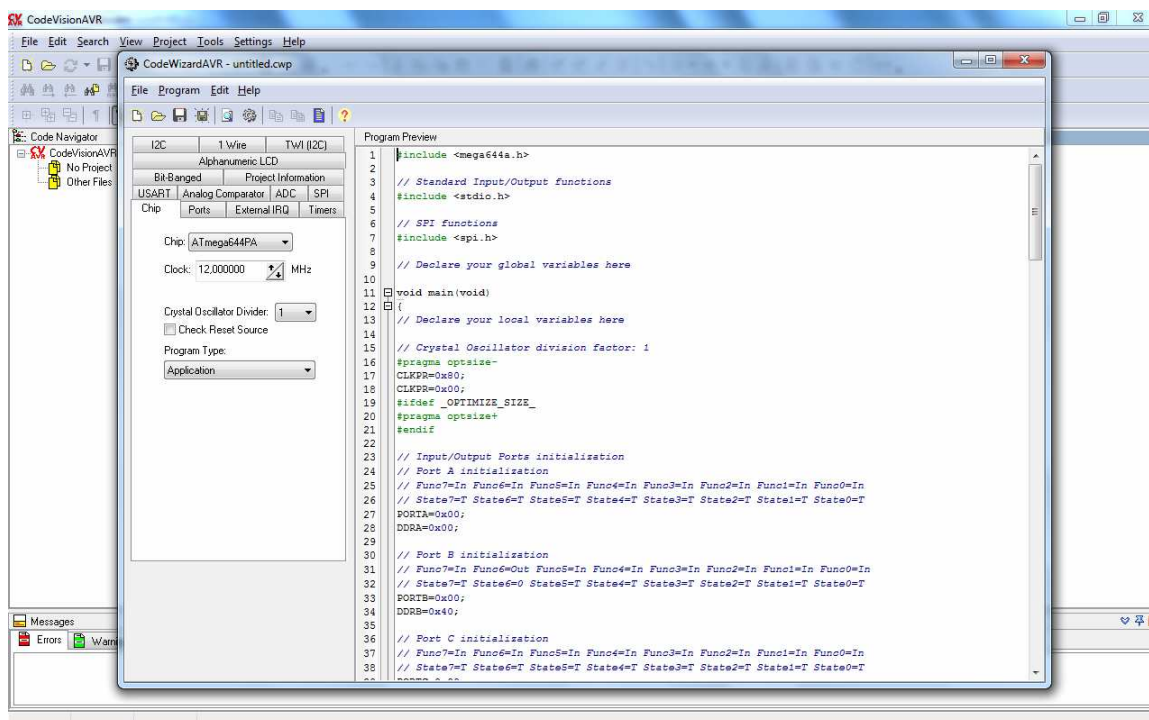 CodeVisionAVR
File Edit Search View Project Tools Settings Help
CodeWizardAVR - untitled.cwp
File Program Edit Help
Code Navigator
CodeVisionAVR
No Project
Other Files
I2C 1 Wire TWI (I2C)
Alphanumeric LCD
Bit-Banged Project Information
USART Analog Comparator ADC SPI
Chip Ports External IRQ Timers
Chip: ATmega644PA
Clock: 12,000000 MHz
Crystal Oscillator Divider: 1
Check Reset Source
Program Type:
Application
Program Preview
1 #include <mega644a.h>
2
3 // Standard Input/Output functions
4 #include <stdio.h>
5
6 // SPI functions
7 #include <spi.h>
8
9 // Declare your global variables here
10
11 void main(void)
12 {
13 // Declare your local variables here
14
15 // Crystal Oscillator division factor: 1
16 #pragma optsize-
17 CLKPR=0x80;
18 CLKPR=0x00;
19 #ifdef _OPTIMIZE_SIZE_
20 #pragma optsize+
21 #endif
22
23 // Input/Output Ports initialization
24 // Port A initialization
25 // Func7=In Func6=In Func5=In Func4=In Func3=In Func2=In Func1=In Func0=In
26 // State7=T State6=T State5=T State4=T State3=T State2=T State1=T State0=T
27 PORTA=0x00;
28 DDRA=0x00;
29
30 // Port B initialization
31 // Func7=In Func6=Out Func5=In Func4=In Func3=In Func2=In Func1=In Func0=In
32 // State7=T State6=0 State5=T State4=T State3=T State2=T State1=T State0=T
33 PORTB=0x00;
34 DDRB=0x40;
35
36 // Port C initialization
37 // Func7=In Func6=In Func5=In Func4=In Func3=In Func2=In Func1=In Func0=In
38 // State7=T State6=T State5=T State4=T State3=T State2=T State1=T State0=T
Messages
Errors